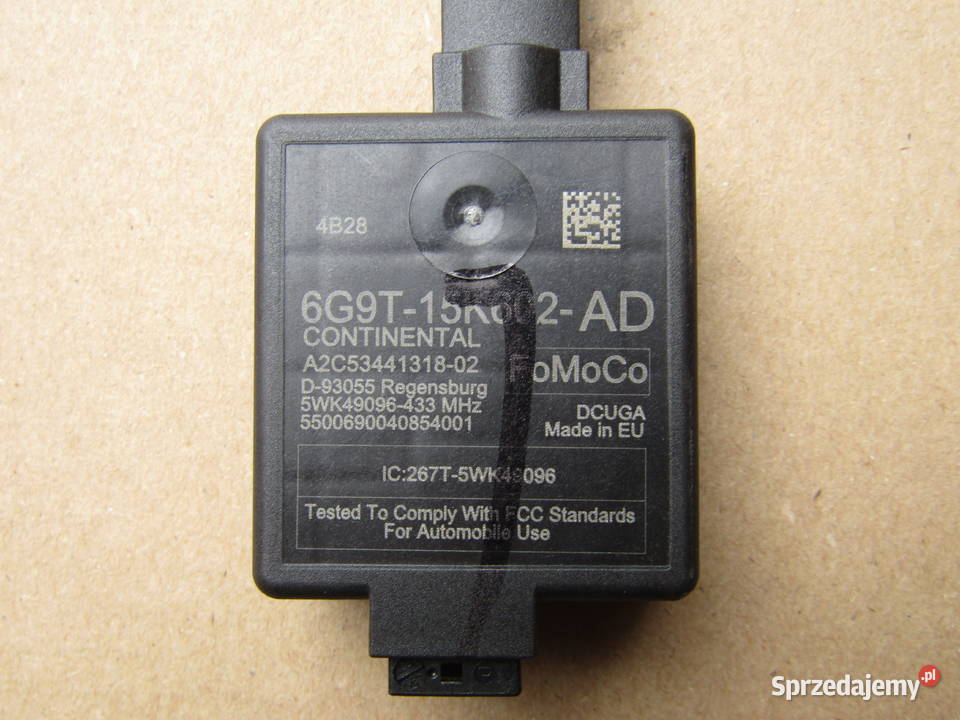 4B28
6G9T-15K602-AD
CONTINENTAL
A2C53441318-02
FoMoCo
D-93055 Regensburg
5WK49096-433 MHz
5500690040854001
DCUGA
Made in EU
IC:267T-5WK49096
Tested To Comply With FCC Standards
For Automobile Use
Sprzedajemy.pl